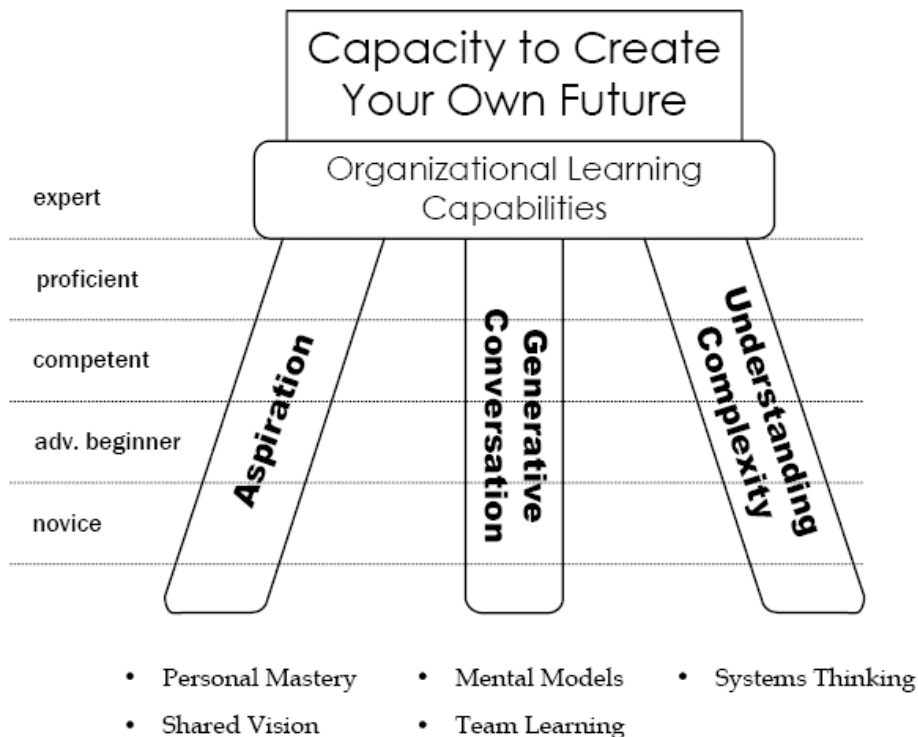 Capacity to Create
Your Own Future
Organizational Learning
Capabilities
expert
proficient
competent
adv. beginner
novice
Aspiration
Generative
Conversation
Understanding
Complexity
• Personal Mastery
• Shared Vision
• Mental Models
• Team Learning
• Systems Thinking